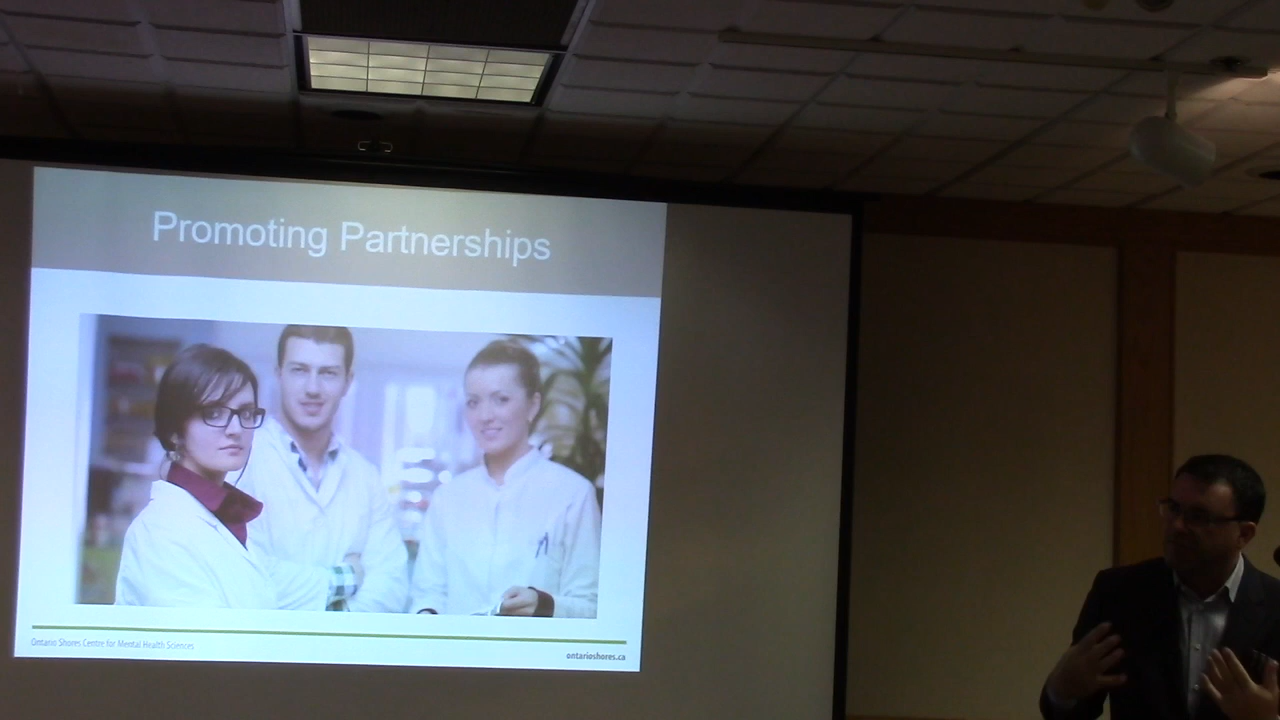 Promoting Partnerships
Ontario Shores Centre for Mental Health Sciences
ontarioshores.ca